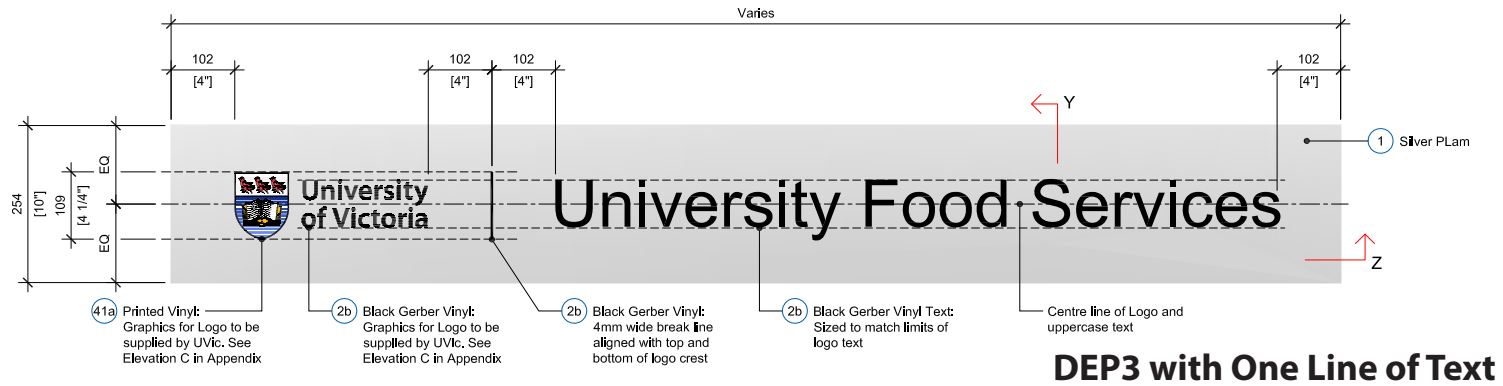 Varies
102
[4"]
102
[4"]
102
[4"]
102
[4"]
Y
1 Silver PLam
254
[10"]
109
[4 1/4"]
EQ
EQ
University
of Victoria
University Food Services
Z
41a Printed Vinyl:
Graphics for Logo to be
supplied by UVic. See
Elevation C in Appendix
2b Black Gerber Vinyl:
Graphics for Logo to be
supplied by UVic. See
Elevation C in Appendix
2b Black Gerber Vinyl:
4mm wide break line
aligned with top and
bottom of logo crest
2b Black Gerber Vinyl Text:
Sized to match limits of
logo text
Centre line of Logo and
uppercase text
DEP3 with One Line of Text